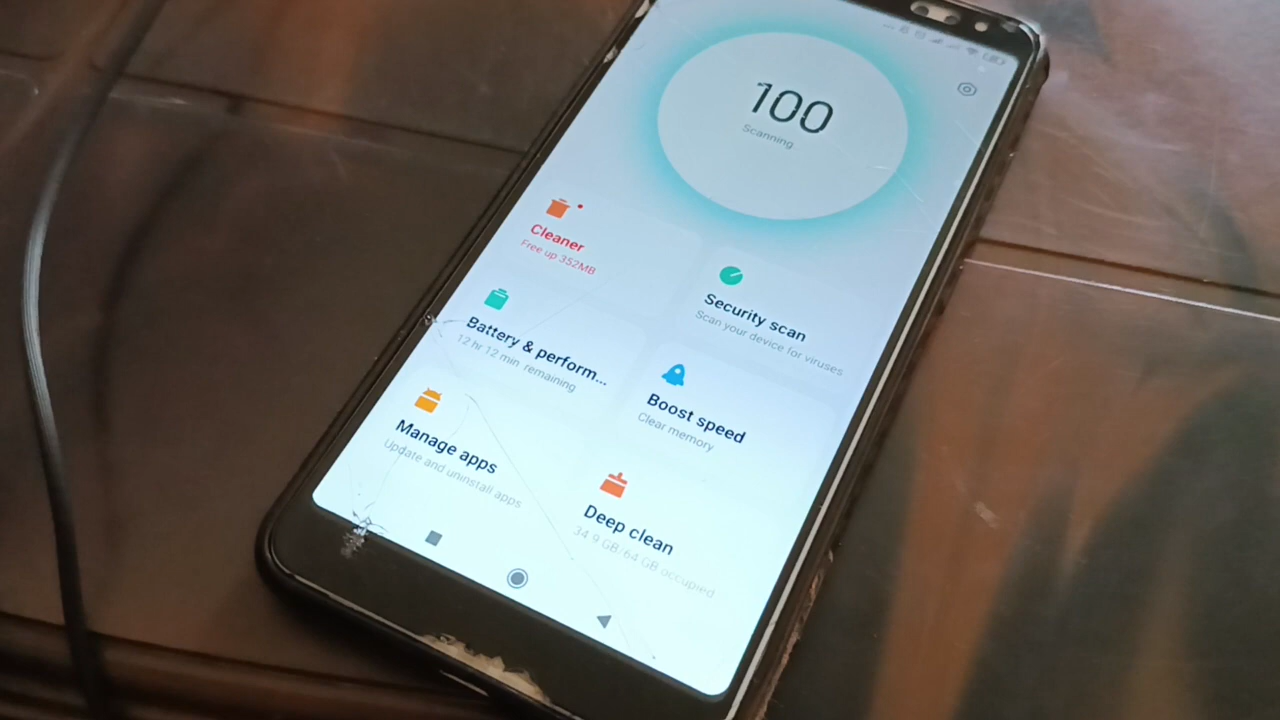 100
Scanning..
Cleaner
Free up 352MB
Security scan
Scan your device for viruses
Battery & perform...
12 hr 12 min remaining
Boost speed
Clear memory
Manage apps
Update and uninstall apps
Deep clean
34.9 GB/64 GB occupied